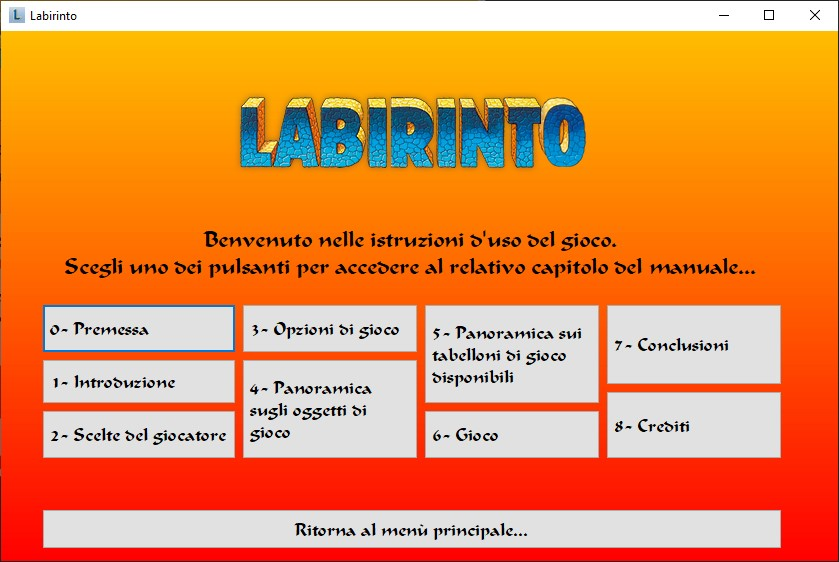 L Labirinto
LABIRINTO
Benvenuto nelle istruzioni d'uso del gioco.
Scegli uno dei pulsanti per accedere al relativo capitolo del manuale...
0- Premessa
1- Introduzione
2- Scelte del giocatore
3- Opzioni di gioco
4- Panoramica
sugli oggetti di
gioco
5- Panoramica sui
tabelloni di gioco
disponibili
6- Gioco
7- Conclusioni
8- Crediti
Ritorna al menù principale...